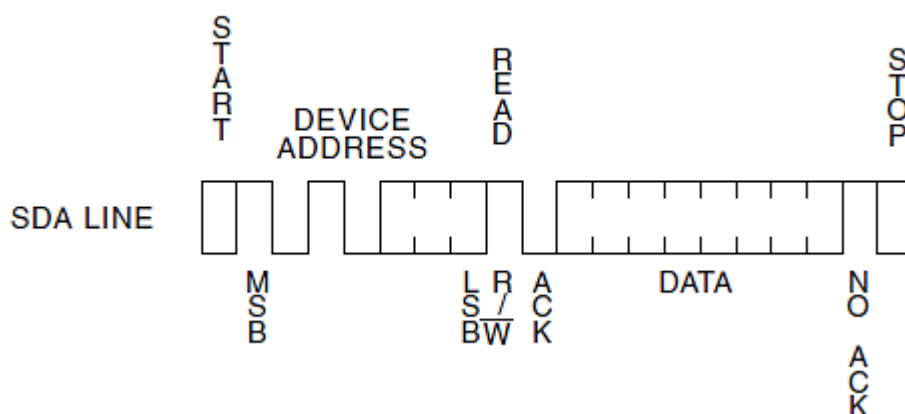 START
READ
STOP
DEVICE
ADDRESS
SDA LINE
MSB
LSB
R/W
ACK
DATA
NO ACK